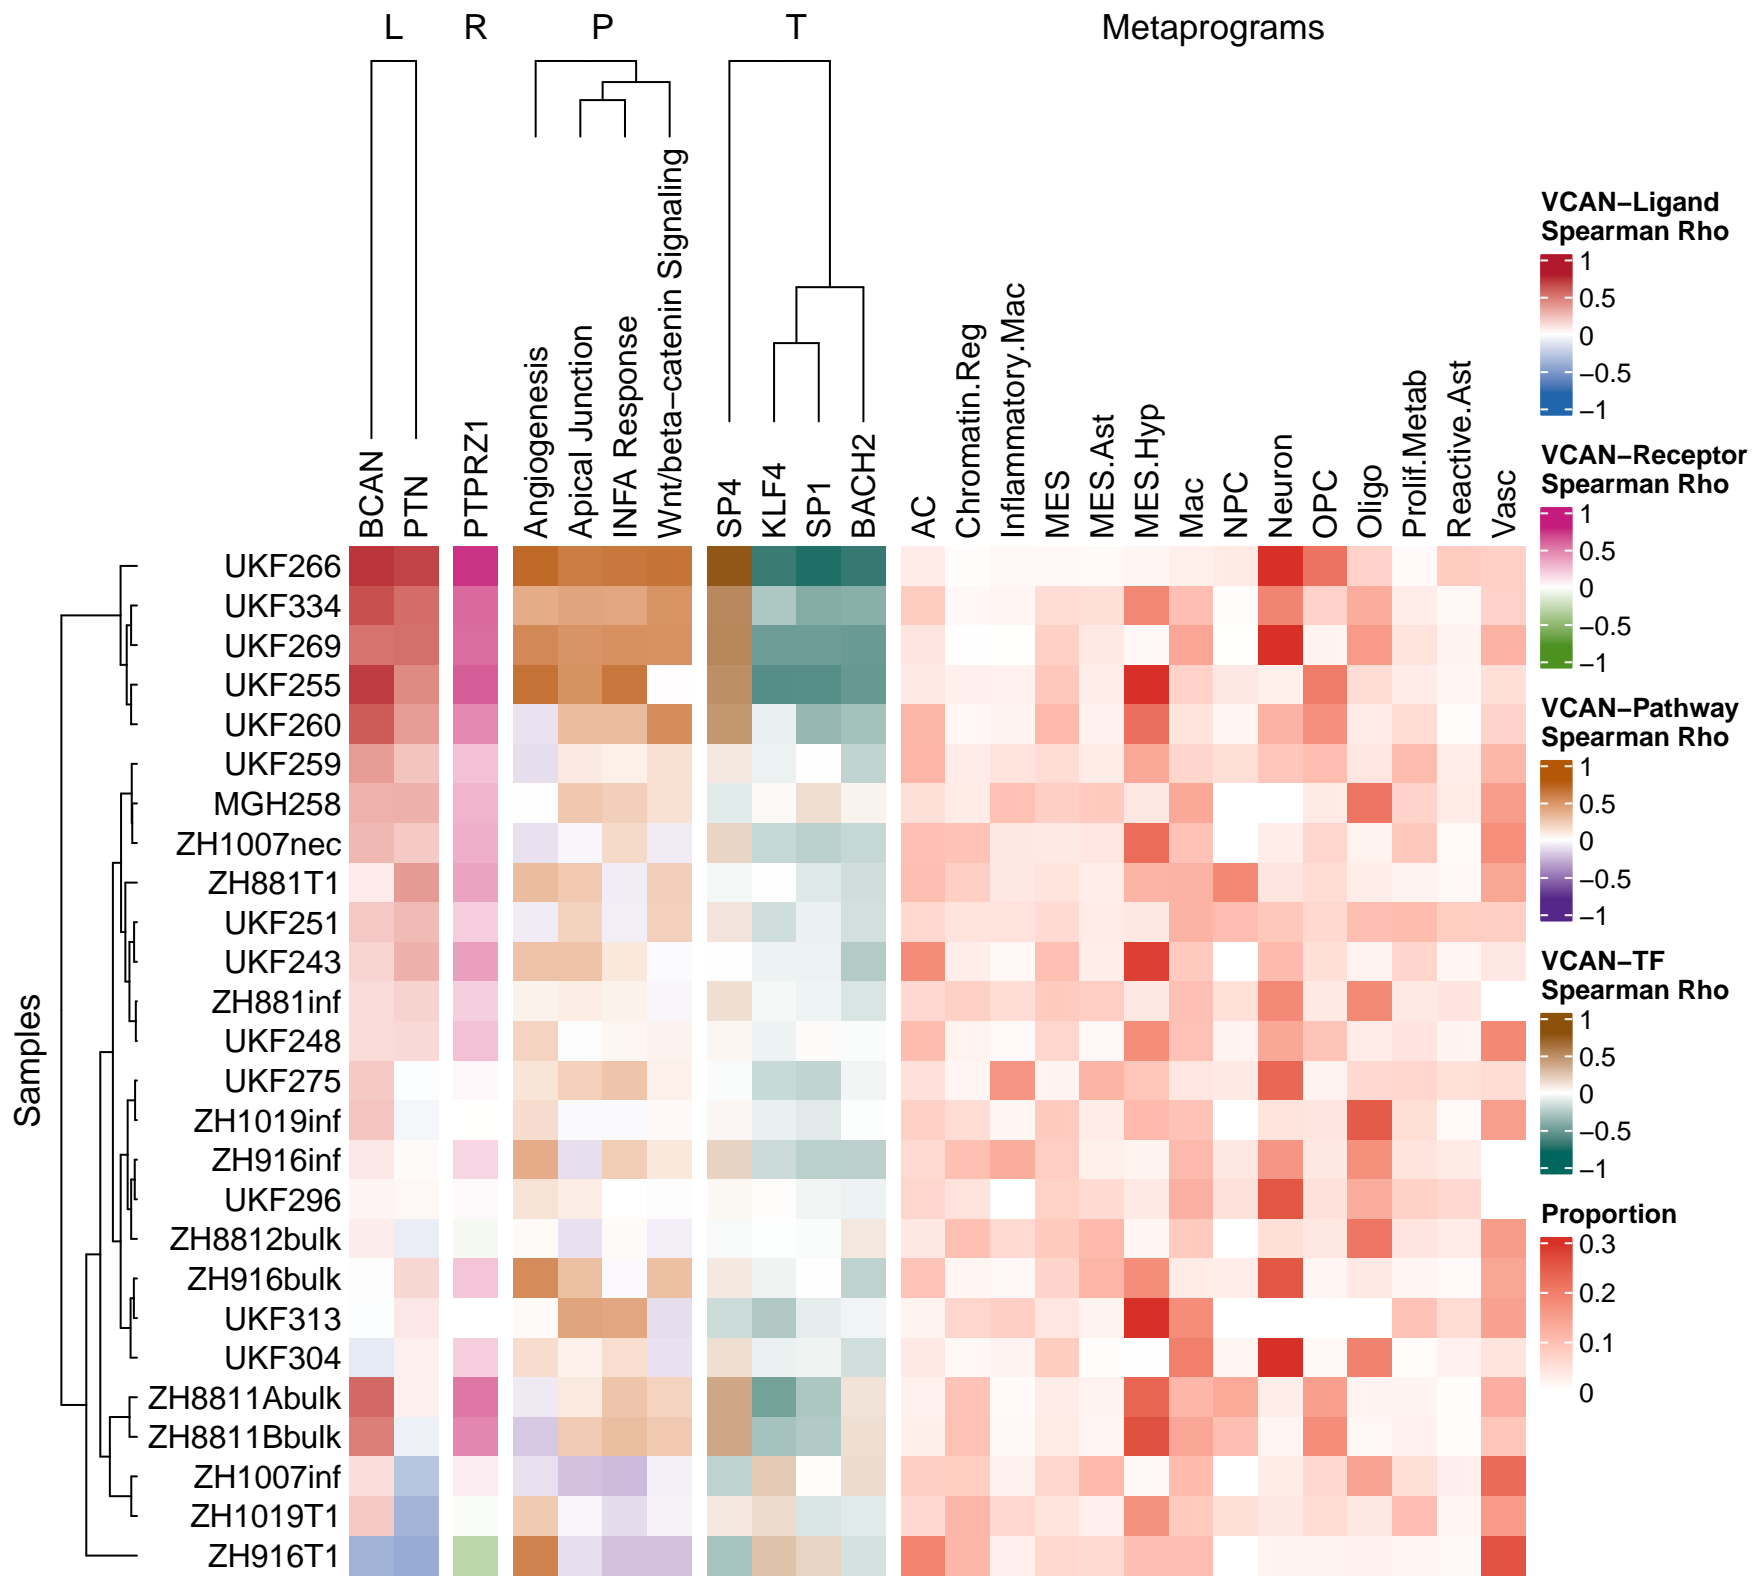 L R P T Metaprograms
BCAN
PTN
PTPRZ1
Angiogenesis
Apical Junction
INFA Response
Wnt/beta−catenin Signaling
SP4
KLF4
SP1
BACH2
AC
Chromatin.Reg
Inflammatory.Mac
MES
MES.Ast
MES.Hyp
Mac
NPC
Neuron
OPC
Oligo
Prolif.Metab
Reactive.Ast
Vasc
Samples
UKF266
UKF334
UKF269
UKF255
UKF260
UKF259
MGH258
ZH1007nec
ZH881T1
UKF251
UKF243
ZH881inf
UKF248
UKF275
ZH1019inf
ZH916inf
UKF296
ZH8812bulk
ZH916bulk
UKF313
UKF304
ZH8811Abulk
ZH8811Bbulk
ZH1007inf
ZH1019T1
ZH916T1
VCAN−Ligand
Spearman Rho
1
0.5
0
−0.5
−1
VCAN−Receptor
Spearman Rho
1
0.5
0
−0.5
−1
VCAN−Pathway
Spearman Rho
1
0.5
0
−0.5
−1
VCAN−TF
Spearman Rho
1
0.5
0
−0.5
−1
Proportion
0.3
0.2
0.1
0